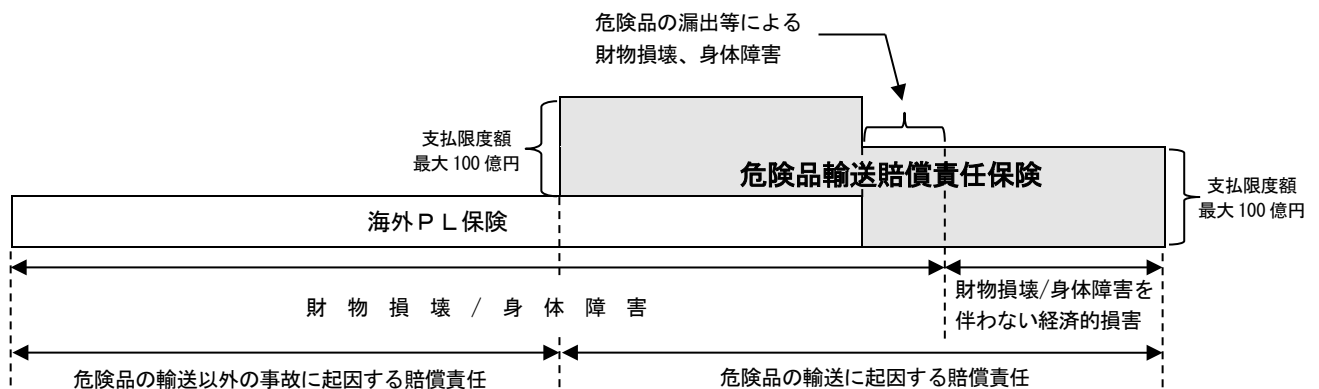 危険品の漏出等による
財物損壊、身体障害
支払限度額
最大 100 億円
危険品輸送賠償責任保険
支払限度額
最大 100 億円
海外ＰＬ保険
財 物 損 壊 / 身 体 障 害
財物損壊/身体障害を
伴わない経済的損害
危険品の輸送以外の事故に起因する賠償責任
危険品の輸送に起因する賠償責任